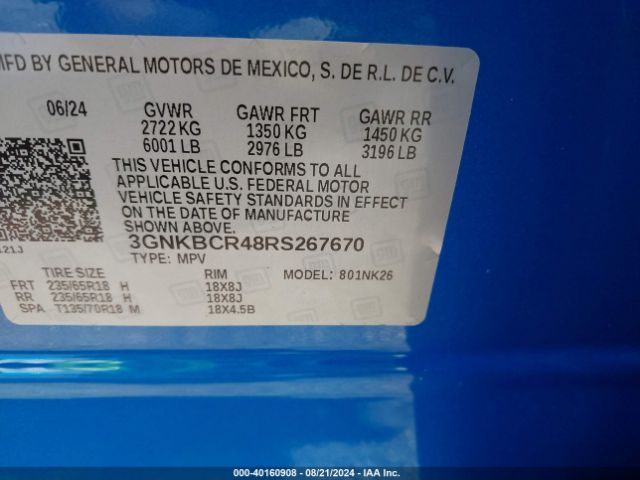 MFD BY GENERAL MOTORS DE MEXICO, S. DE R.L. DE C.V.
06/24 GVWR GAWR FRT GAWR RR
2722 KG 1350 KG 1450 KG
6001 LB 2976 LB 3196 LB
THIS VEHICLE CONFORMS TO ALL
APPLICABLE U.S. FEDERAL MOTOR
VEHICLE SAFETY STANDARDS IN EFFECT
ON THE DATE OF MANUFACTURE
SHOWN ABOVE.
3GNKBCR48RS267670
121J
TYPE: MPV MODEL: 801NK26
TIRE SIZE RIM
FRT 235/65R18 H 18X8J
RR 235/65R18 H 18X8J
SPA T135/70R18 M 18X4.5B
000-40160908 - 08/21/2024 - IAA Inc.